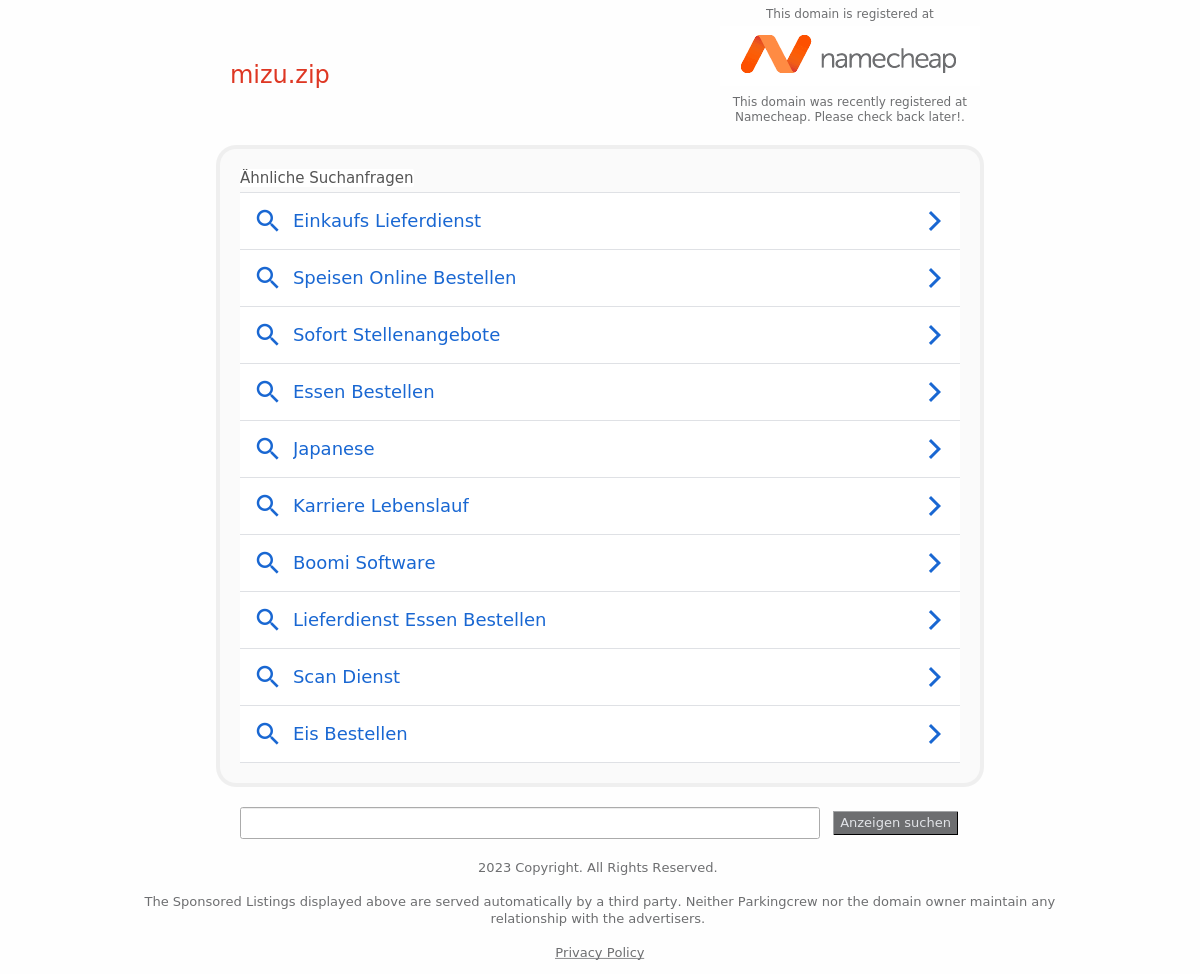 This domain is registered at
namecheap
mizu.zip
This domain was recently registered at
Namecheap. Please check back later!.
Ähnliche Suchanfragen
Einkaufs Lieferdienst
Speisen Online Bestellen
Sofort Stellenangebote
Essen Bestellen
Japanese
Karriere Lebenslauf
Boomi Software
Lieferdienst Essen Bestellen
Scan Dienst
Eis Bestellen
Anzeigen suchen
2023 Copyright. All Rights Reserved.
The Sponsored Listings displayed above are served automatically by a third party. Neither Parkingcrew nor the domain owner maintain any
relationship with the advertisers.
Privacy Policy